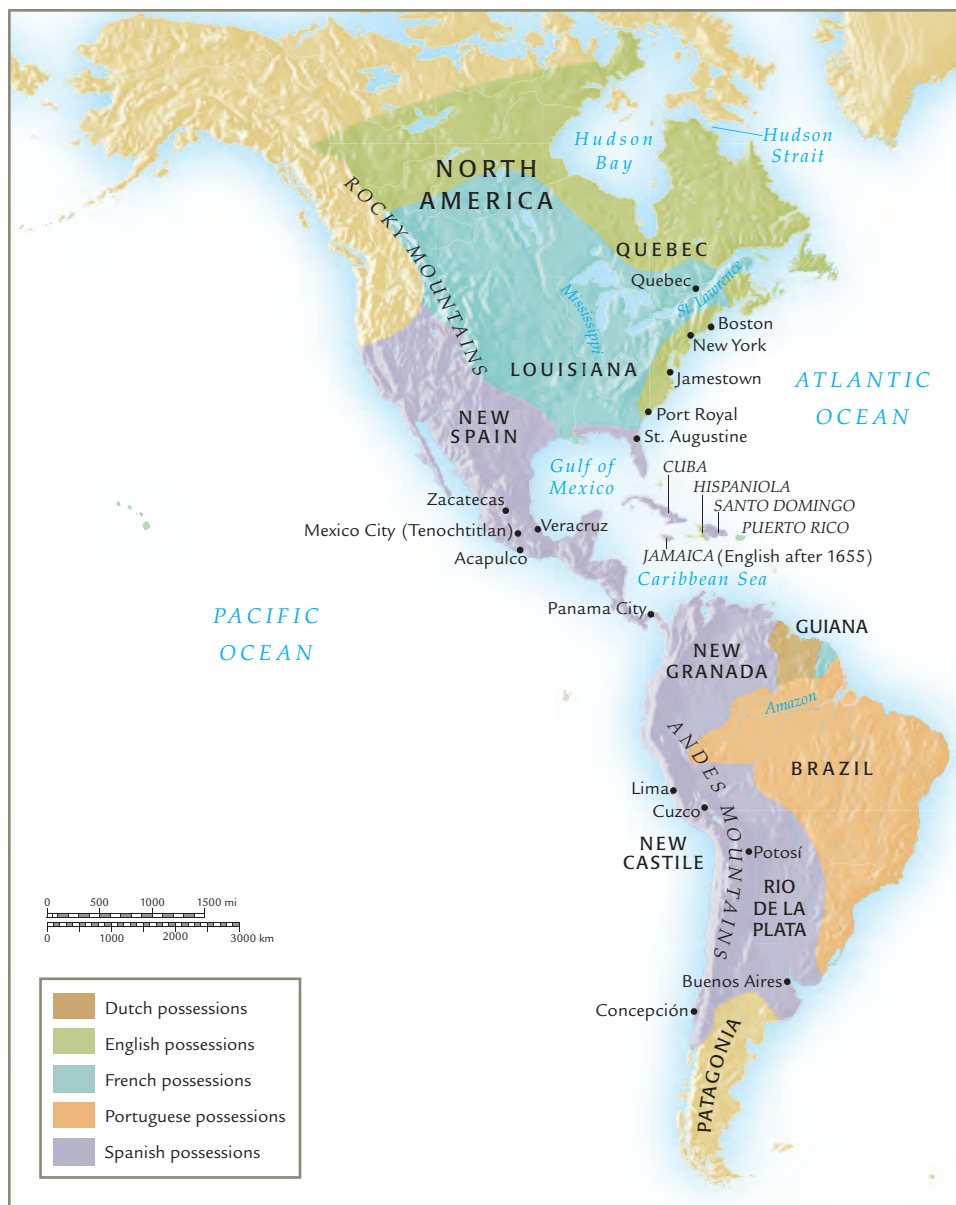 Hudson
Bay
Hudson
Strait
NORTH
AMERICA
ROCKY MOUNTAINS
QUEBEC
Quebec
St. Lawrence
Mississippi
Boston
New York
LOUISIANA
Jamestown
ATLANTIC
OCEAN
Port Royal
NEW
SPAIN
St. Augustine
Gulf of
Mexico
CUBA
HISPANIOLA
SANTO DOMINGO
PUERTO RICO
Zacatecas
Mexico City (Tenochtitlan)
Veracruz
Acapulco
JAMAICA (English after 1655)
Caribbean Sea
PACIFIC
OCEAN
Panama City
GUIANA
NEW
GRANADA
Amazon
ANDES MOUNTAINS
BRAZIL
Lima
Cuzco
NEW
CASTILE
Potosí
RIO
DE LA
PLATA
Buenos Aires
Concepción
PATAGONIA
0 500 1000 1500 mi
0 1000 2000 3000 km
Dutch possessions
English possessions
French possessions
Portuguese possessions
Spanish possessions